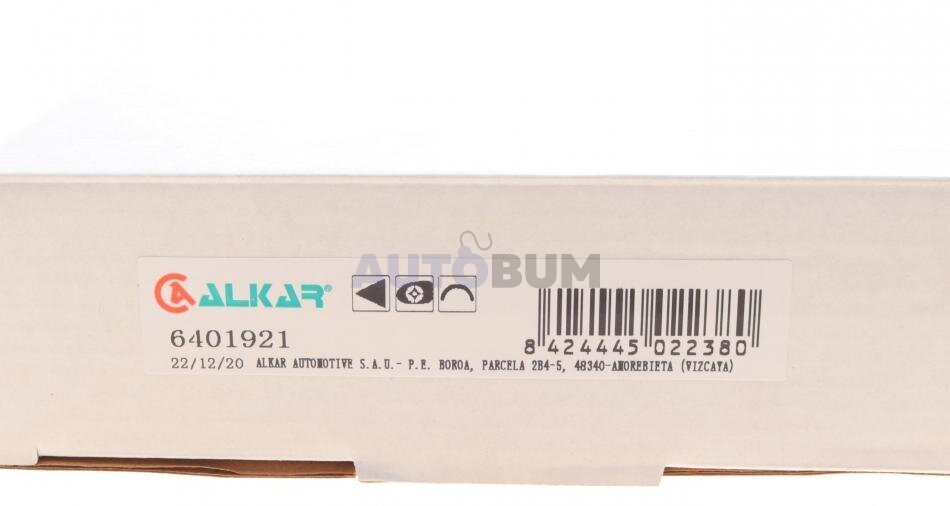 AUTOBUM
ALKAR®
6401921
8 424445 022380
22/12/20 ALKAR AUTOMOTIVE S.A.U.- P.E. BOROA, PARCELA 2B4-5, 48340-AMOREBIETA (VIZCAYA)